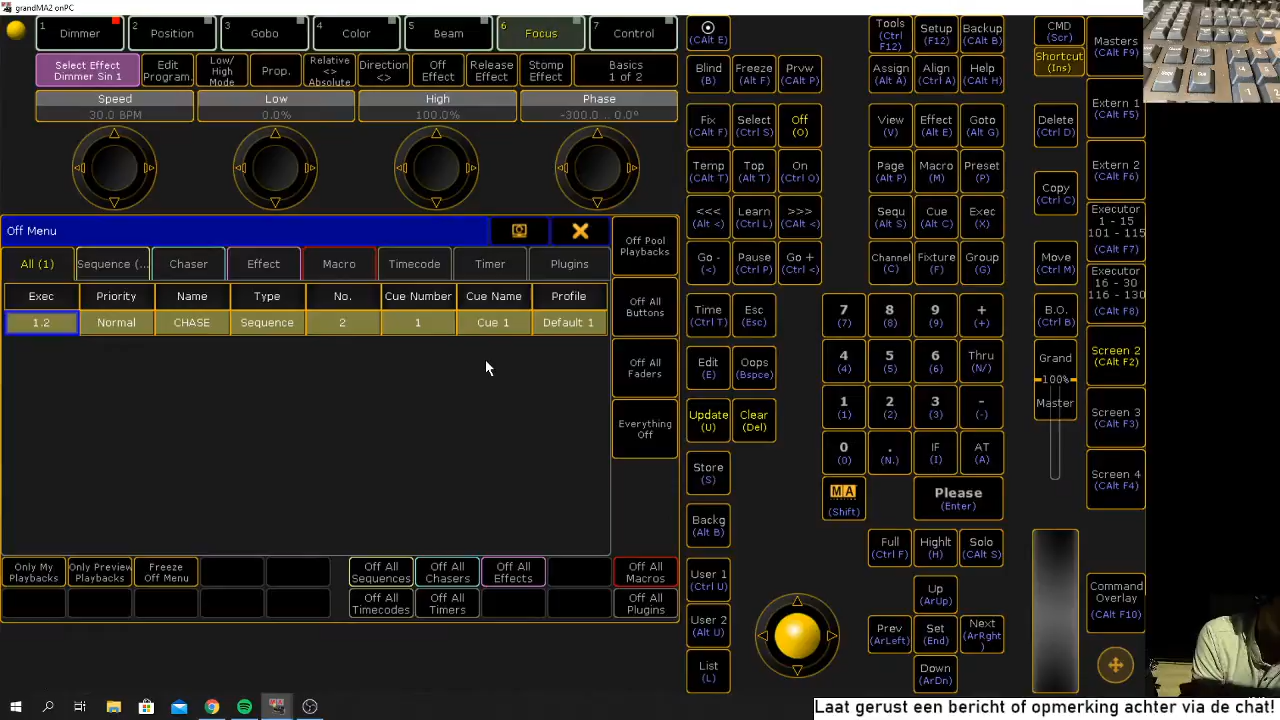 grandMA2 onPC
1 Dimmer
2 Position
3 Gobo
4 Color
5 Beam
6 Focus
7 Control
Select Effect
Dimmer Sin 1
Edit
Program.
Low/
High
Mode
Prop.
Relative
<>
Absolute
Direction
<>
Off
Effect
Release
Effect
Stomp
Effect
Basics
1 of 2
Speed
30.0 BPM
Low
0.0%
High
100.0%
Phase
-300.0... 0.0°
Off Menu
All (1)
Sequence (...
Chaser
Effect
Macro
Timecode
Timer
Plugins
Exec
Priority
Name
Type
No.
Cue Number
Cue Name
Profile
1.2
Normal
CHASE
Sequence
2
1
Cue 1
Default 1
Off Pool
Playbacks
Off All
Buttons
Off All
Faders
Everything
Off
Only My
Playbacks
Only Preview
Playbacks
Freeze
Off Menu
Off All
Sequences
Off All
Chasers
Off All
Effects
Off All
Macros
Off All
Timecodes
Off All
Timers
Off All
Plugins
(CAlt E)
Tools
(Ctrl
F12)
Setup
(F12)
Backup
(CAlt B)
Blind
(B)
Freeze
(CAlt F)
Prvw
(CAlt P)
Assign
(Alt A)
Align
(Ctrl A)
Help
(CAlt H)
Fix
(CAlt F)
Select
(Ctrl S)
Off
(O)
View
(V)
Effect
(Alt E)
Goto
(Alt G)
Temp
(CAlt T)
Top
(Alt T)
On
(Ctrl O)
Page
(Alt P)
Macro
(M)
Preset
(P)
<<<
(Alt <)
Learn
(Ctrl L)
>>>
(CAlt <)
Sequ
(Alt S)
Cue
(Alt C)
Exec
(X)
Go -
(<)
Pause
(Ctrl P)
Go +
(Ctrl <)
Channel
(C)
Fixture
(F)
Group
(G)
Time
(Ctrl T)
Esc
(Esc)
7
(7)
8
(8)
9
(9)
+
(+)
Edit
(E)
Oops
(Bspce)
4
(4)
5
(5)
6
(6)
Thru
(N/)
Update
(U)
Clear
(Del)
1
(1)
2
(2)
3
(3)
-
(-)
Store
(S)
0
(0)
.
(N.)
IF
(I)
AT
(A)
MA
(Shift)
Please
(Enter)
Backg
(Alt B)
Full
(Ctrl F)
Highlt
(H)
Solo
(CAlt S)
User 1
(Ctrl U)
User 2
(Alt U)
List
(L)
Up
(ArUp)
Prev
(ArLeft)
Set
(End)
Next
(ArRght
)
Down
(ArDn)
CMD
(Scr)
Shortcut
(Ins)
Delete
(Ctrl D)
Copy
(Ctrl C)
Move
(Ctrl M)
B.O.
(Ctrl B)
Grand
100%
Master
Masters
(CAlt F9)
Extern 1
(CAlt F5)
Extern 2
(CAlt F6)
Executor
1 - 15
101 - 115
(CAlt F7)
Executor
16 - 30
116 - 130
(CAlt F8)
Screen 2
(CAlt F2)
Screen 3
(CAlt F3)
Screen 4
(CAlt F4)
Command
Overlay
(CAlt F10)
Laat gerust een bericht of opmerking achter via de chat!